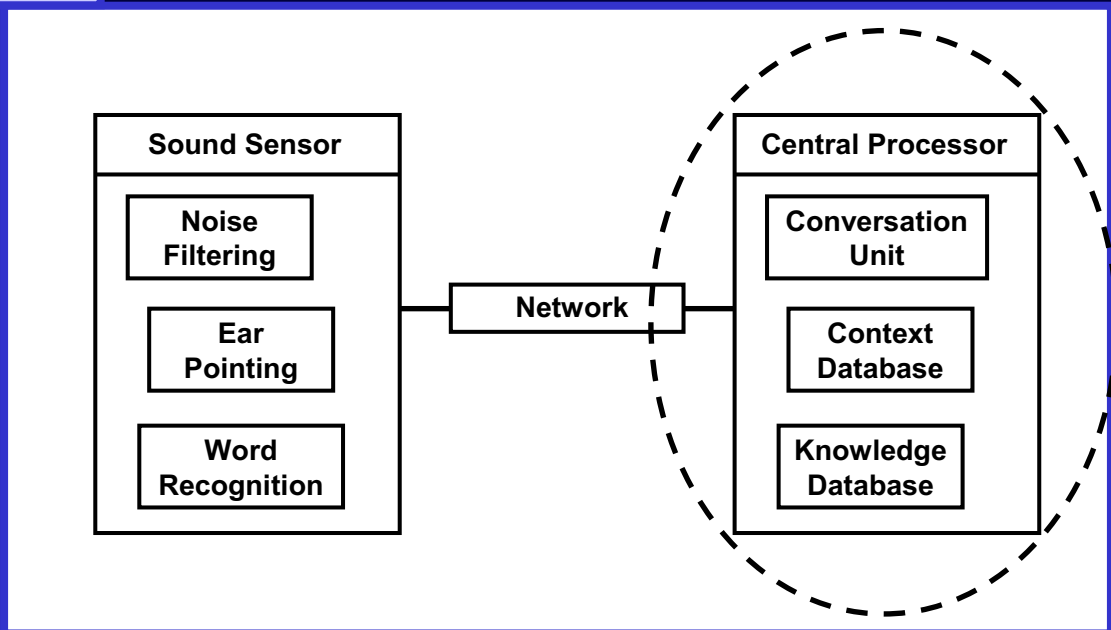 Sound Sensor
Noise
Filtering
Ear
Pointing
Word
Recognition
Network
Central Processor
Conversation
Unit
Context
Database
Knowledge
Database